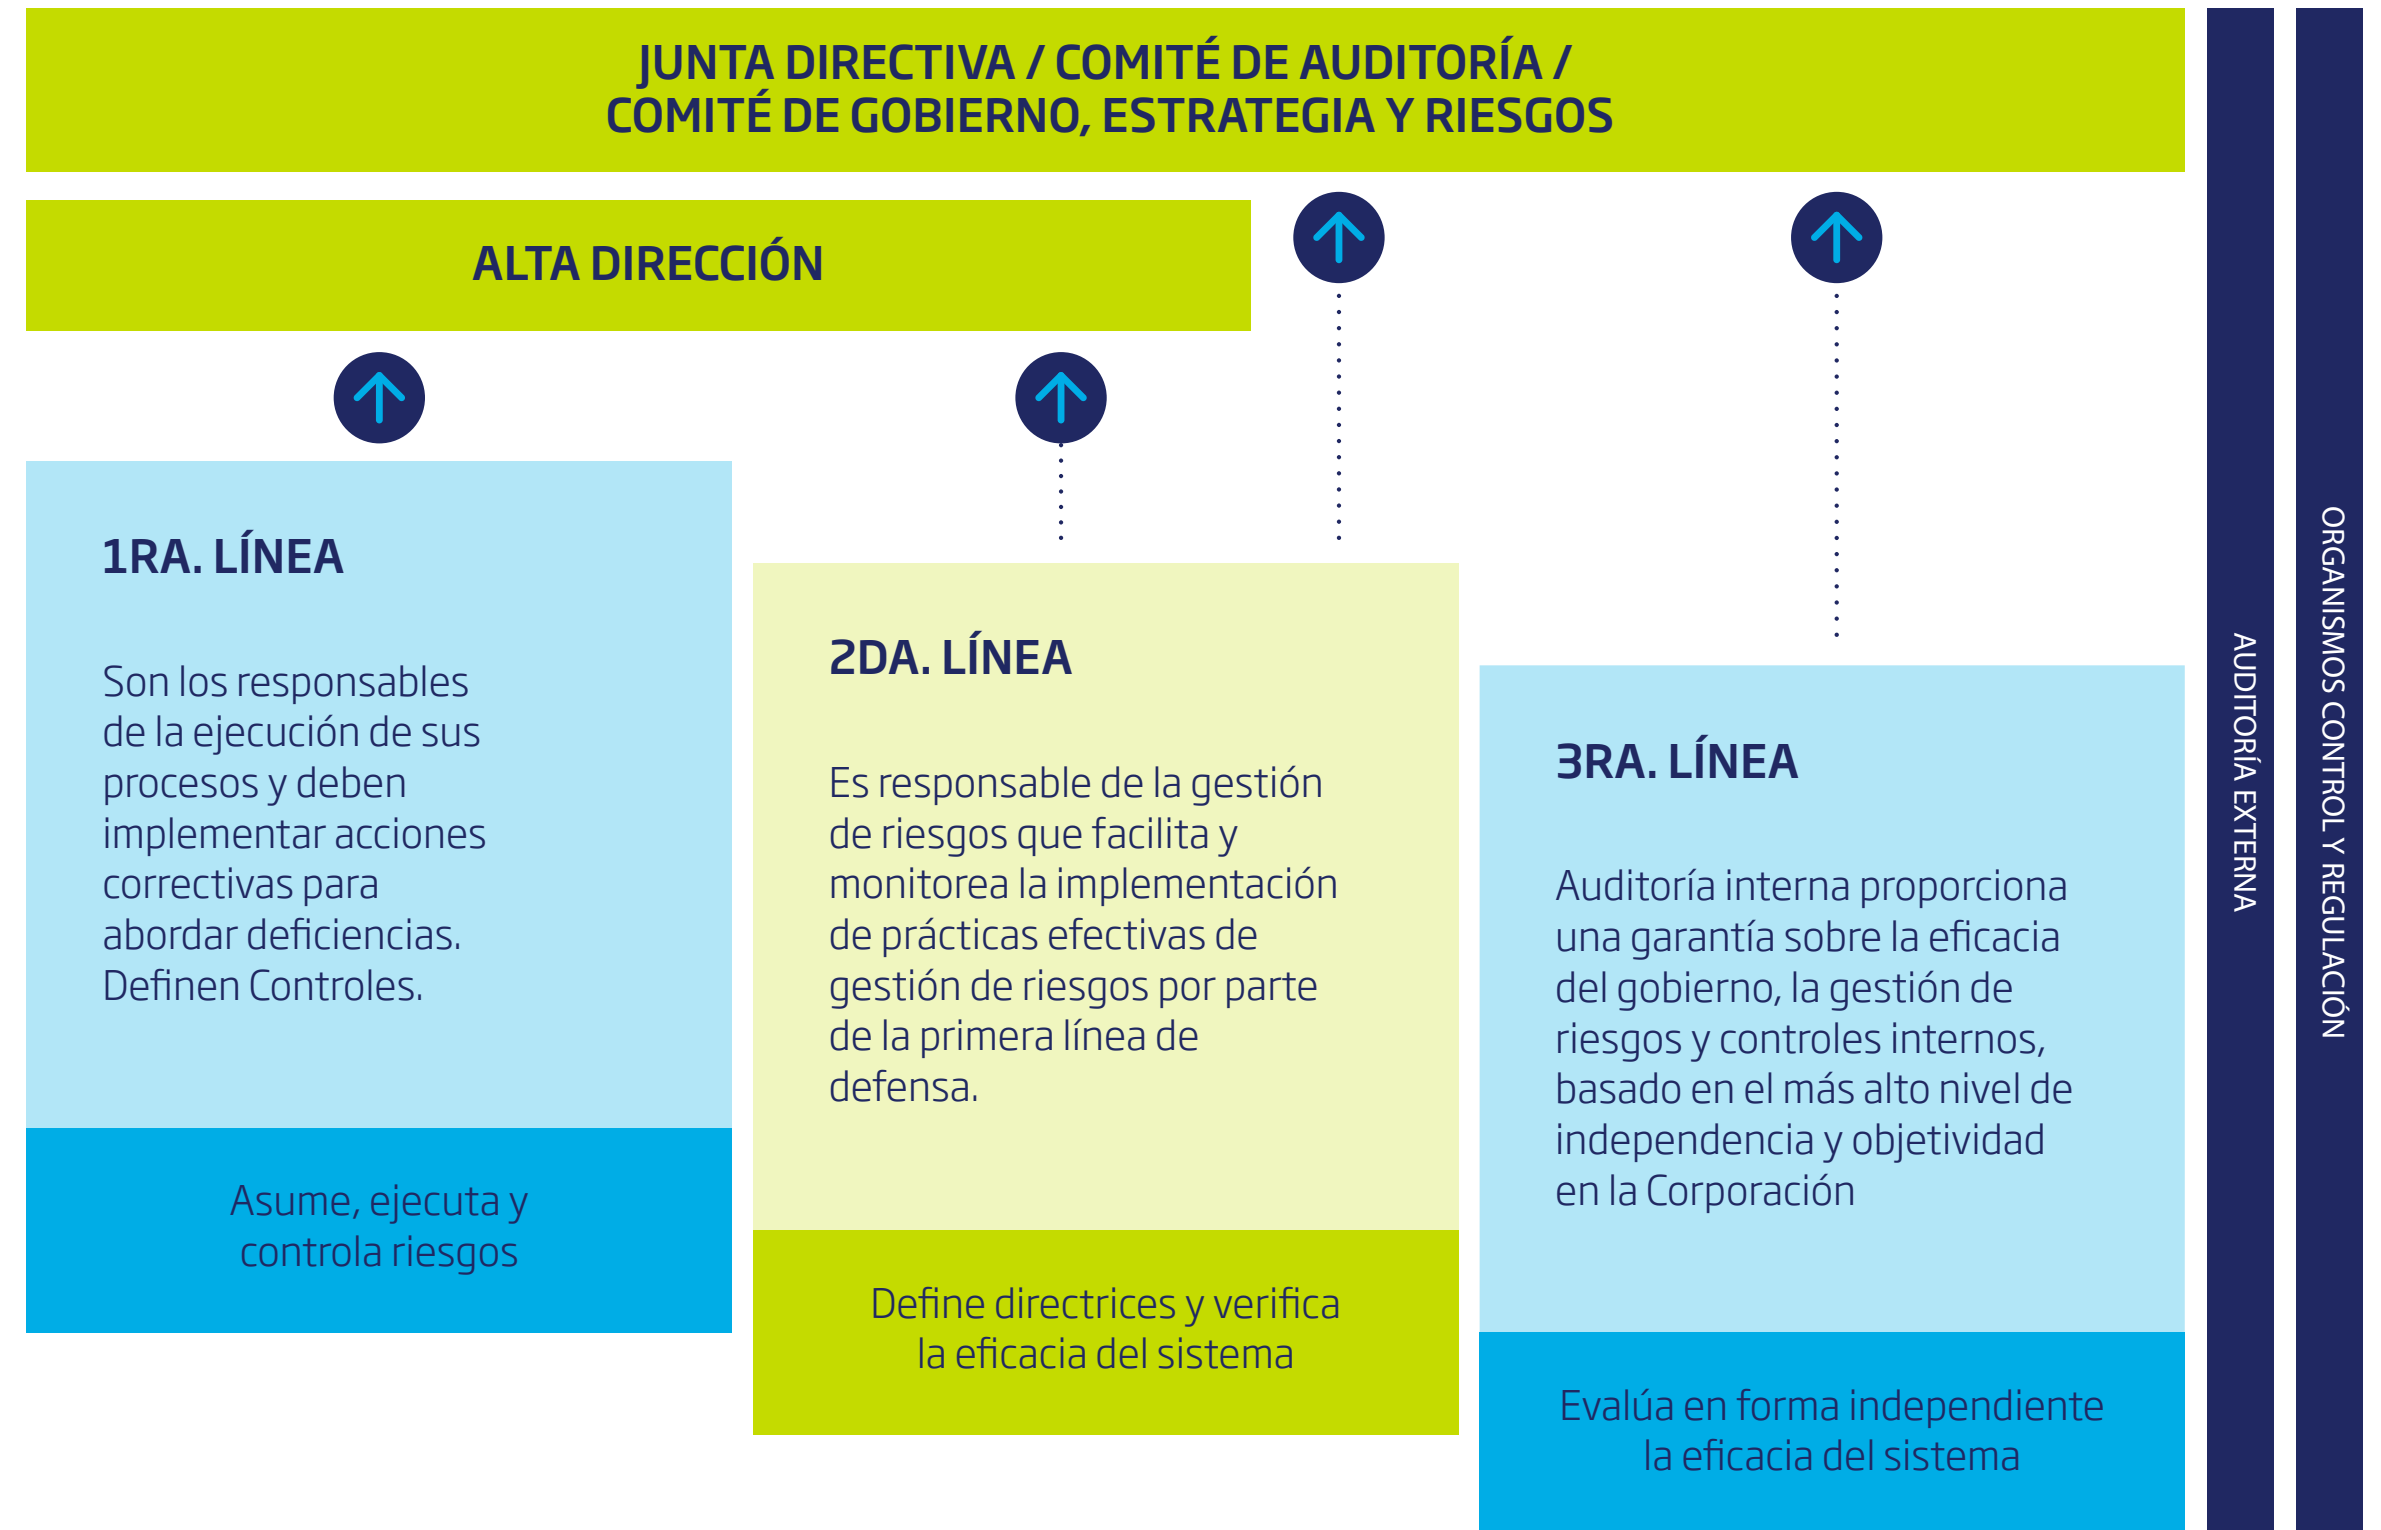 JUNTA DIRECTIVA / COMITÉ DE AUDITORÍA /
COMITÉ DE GOBIERNO, ESTRATEGIA Y RIESGOS
ALTA DIRECCIÓN
1RA. LÍNEA
Son los responsables
de la ejecución de sus
procesos y deben
implementar acciones
correctivas para
abordar deficiencias.
Definen Controles.
Asume, ejecuta y
controla riesgos
2DA. LÍNEA
Es responsable de la gestión
de riesgos que facilita y
monitorea la implementación
de prácticas efectivas de
gestión de riesgos por parte
de la primera línea de
defensa.
Define directrices y verifica
la eficacia del sistema
3RA. LÍNEA
Auditoría interna proporciona
una garantía sobre la eficacia
del gobierno, la gestión de
riesgos y controles internos,
basado en el más alto nivel de
independencia y objetividad
en la Corporación
Evalúa en forma independiente
la eficacia del sistema
AUDITORÍA EXTERNA
ORGANISMOS CONTROL Y REGULACIÓN